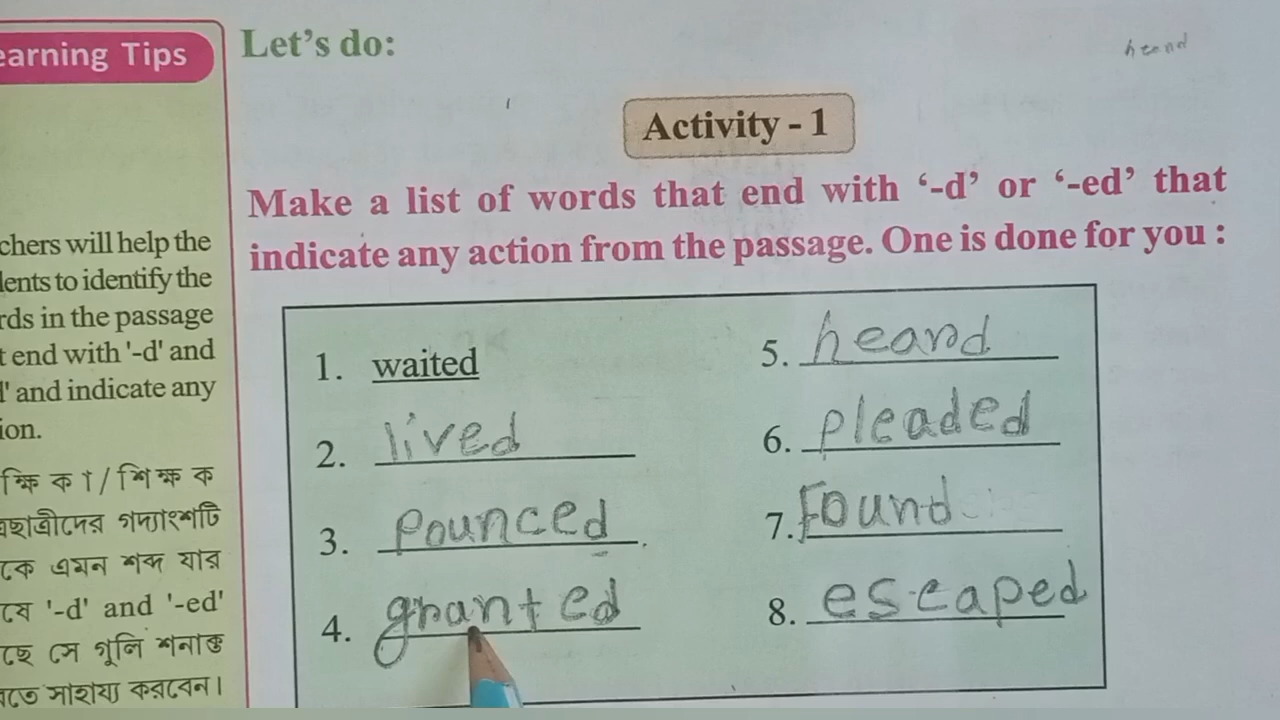 earning Tips
chers will help the
lents to identify the
rds in the passage
t end with '-d' and
l' and indicate any
ion.
ক্ষি কা/শিক্ষক
ত্রছাত্রীদের গদ্যাংশটি
কে এমন শব্দ যার
ষে '-d' and '-ed'
ছে সে গুলি শনাক্ত
রতে সাহায্য করবেন।
Let's do:
heard
Activity - 1
Make a list of words that end with '-d' or '-ed' that
indicate any action from the passage. One is done for you :
1. waited
2. lived
3. Pounced
4. granted
5. heard
6. pleaded
7. Found
8. escaped